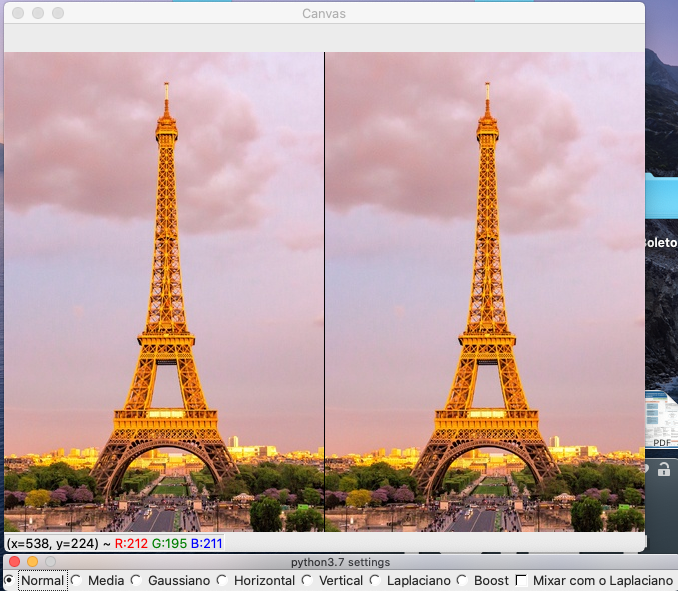 Canvas
oleto
PDF
(x=538, y=224) ~ R:212 G:195 B:211
python3.7 settings
Normal Media Gaussiano Horizontal Vertical Laplaciano Boost Mixar com o Laplaciano